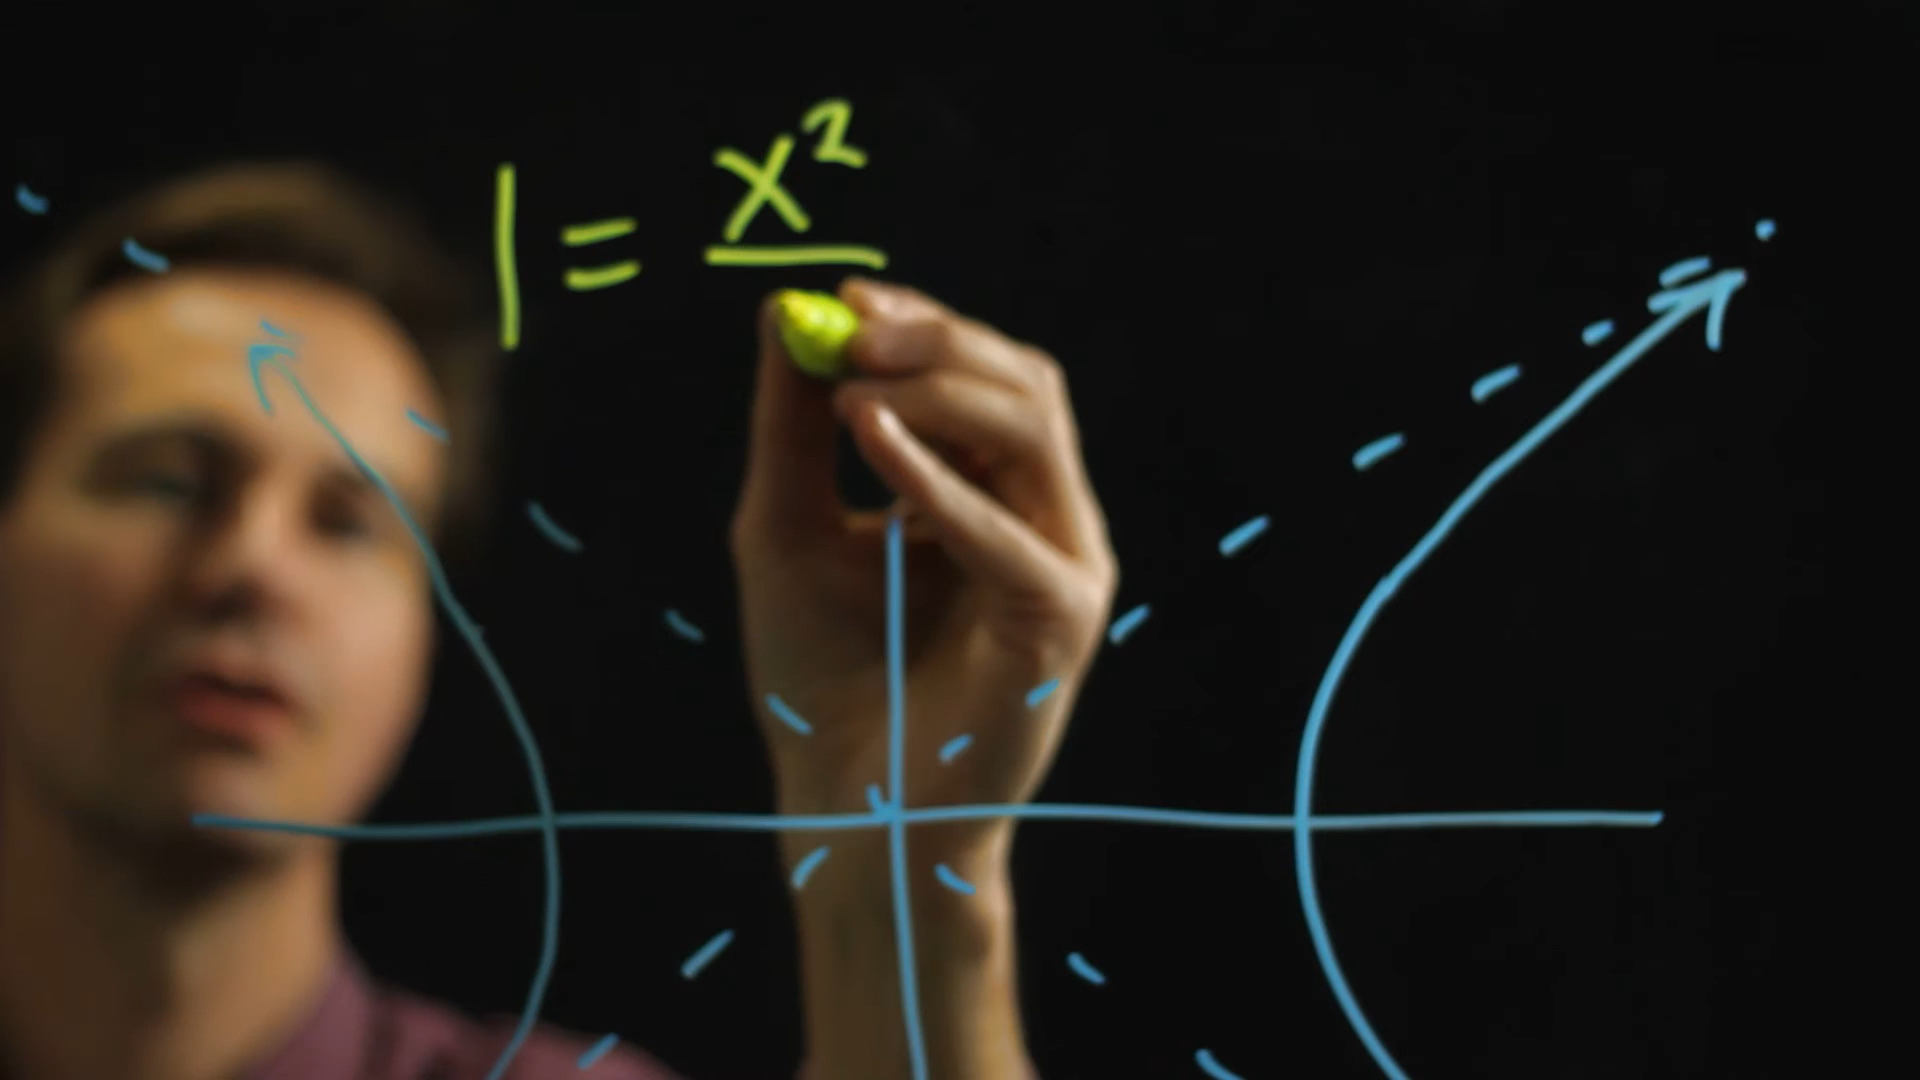 1 = x²/